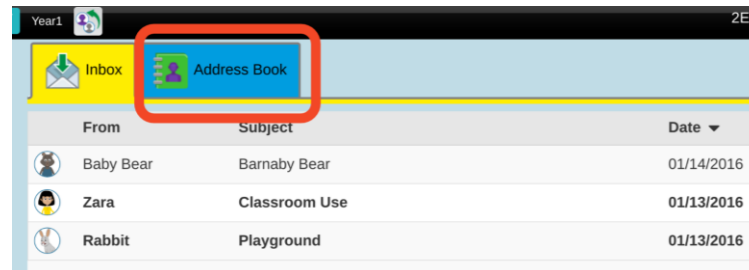 Year1 2E
Inbox Address Book
From Subject Date
Baby Bear Barnaby Bear 01/14/2016
Zara Classroom Use 01/13/2016
Rabbit Playground 01/13/2016